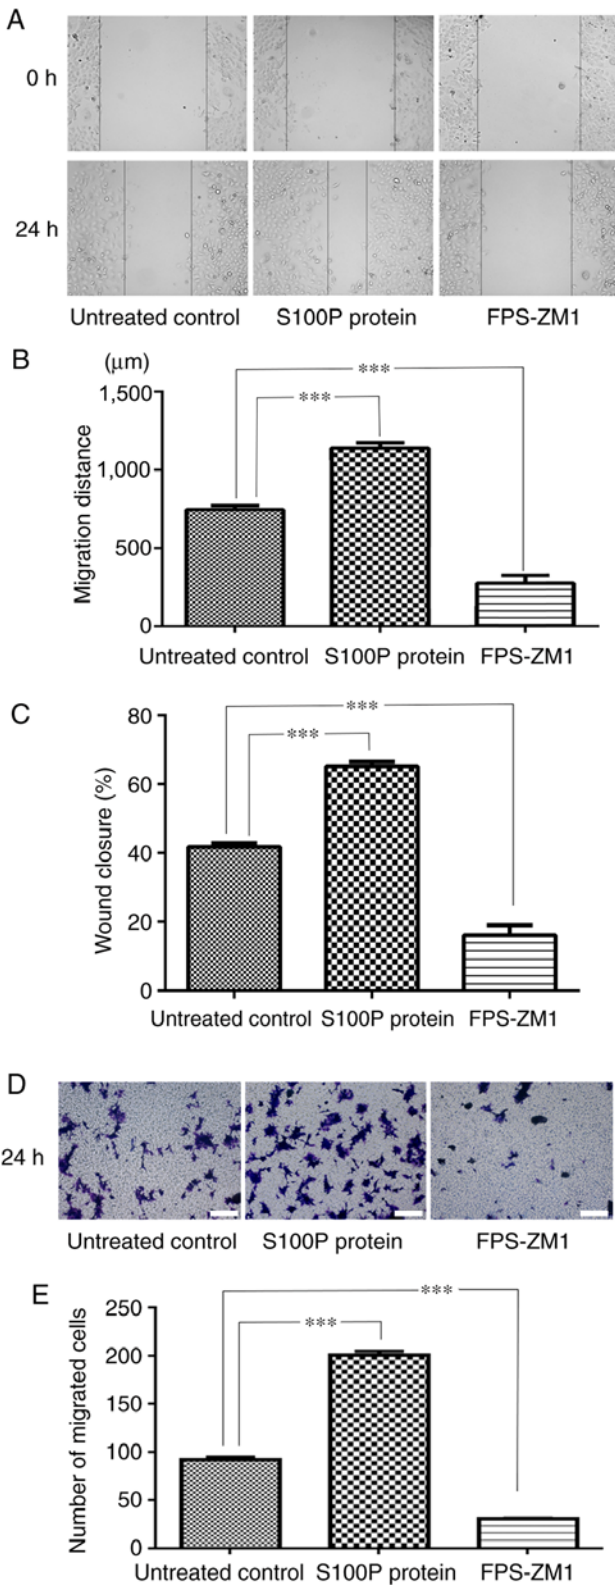 A
0 h
24 h
Untreated control S100P protein FPS-ZM1
B
(μm)
***
***
1,500
1,000
500
0
Migration distance
Untreated control S100P protein FPS-ZM1
C
***
***
80
60
40
20
0
Wound closure (%)
Untreated control S100P protein FPS-ZM1
D
24 h
Untreated control S100P protein FPS-ZM1
E
***
***
250
200
150
100
50
0
Number of migrated cells
Untreated control S100P protein FPS-ZM1